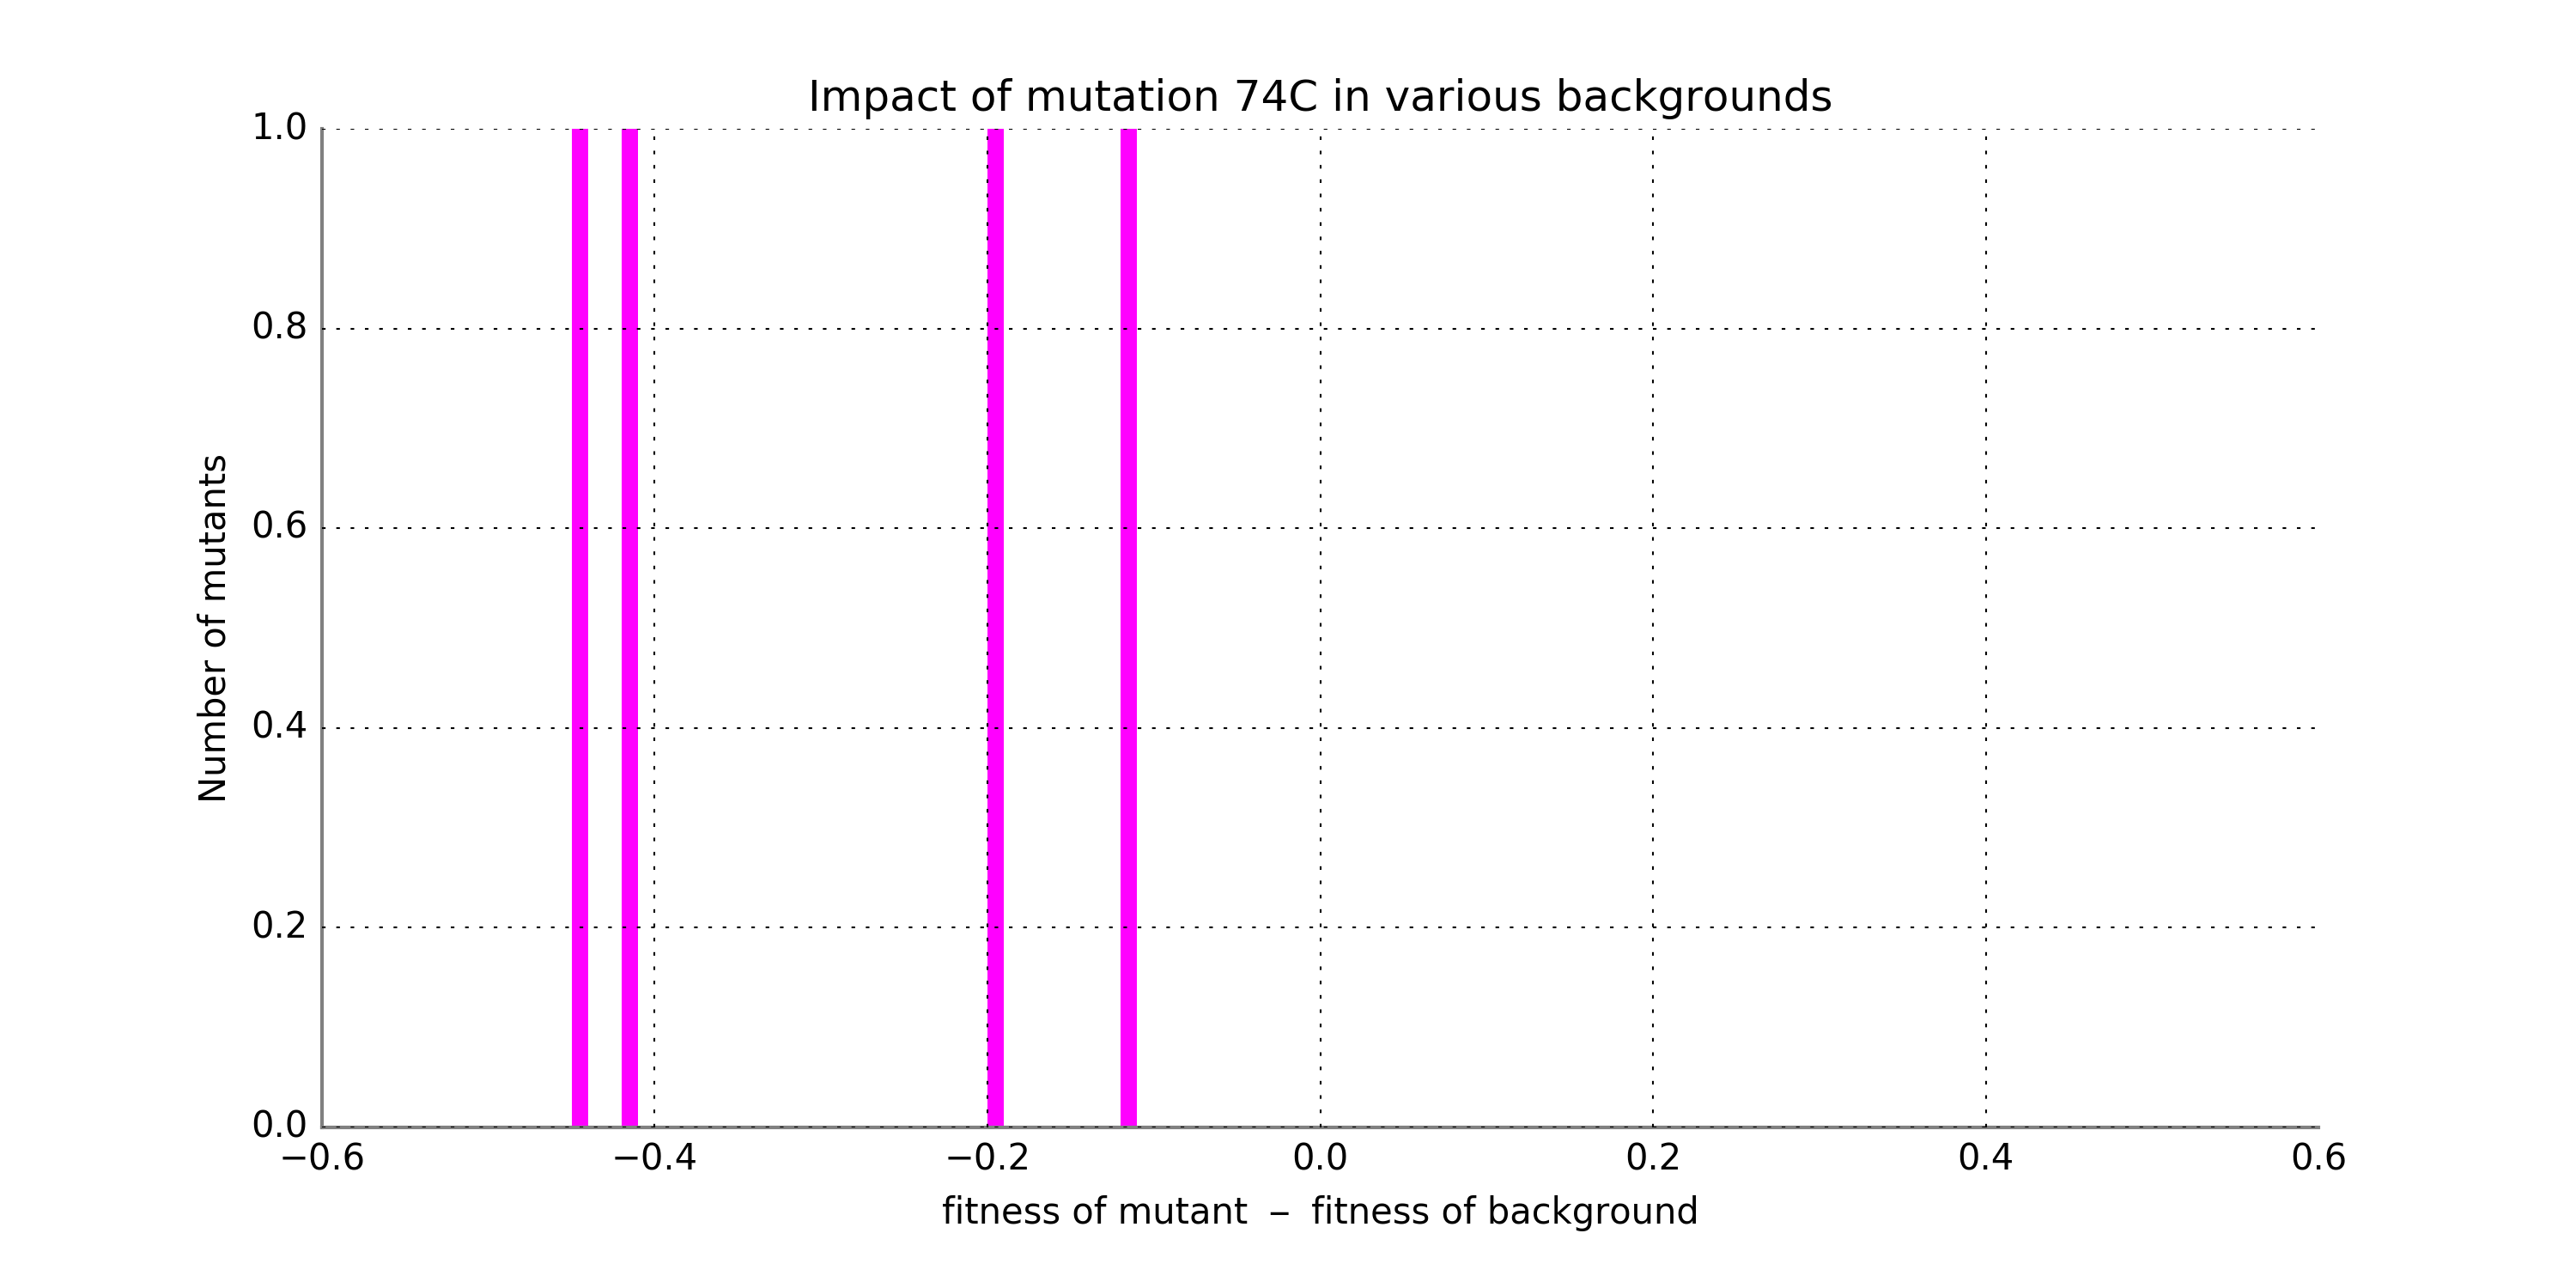 Impact of mutation 74C in various backgrounds
1.0
0.8
0.6
0.4
0.2
0.0
Number of mutants
−0.6 −0.4 −0.2 0.0 0.2 0.4 0.6
fitness of mutant − fitness of background